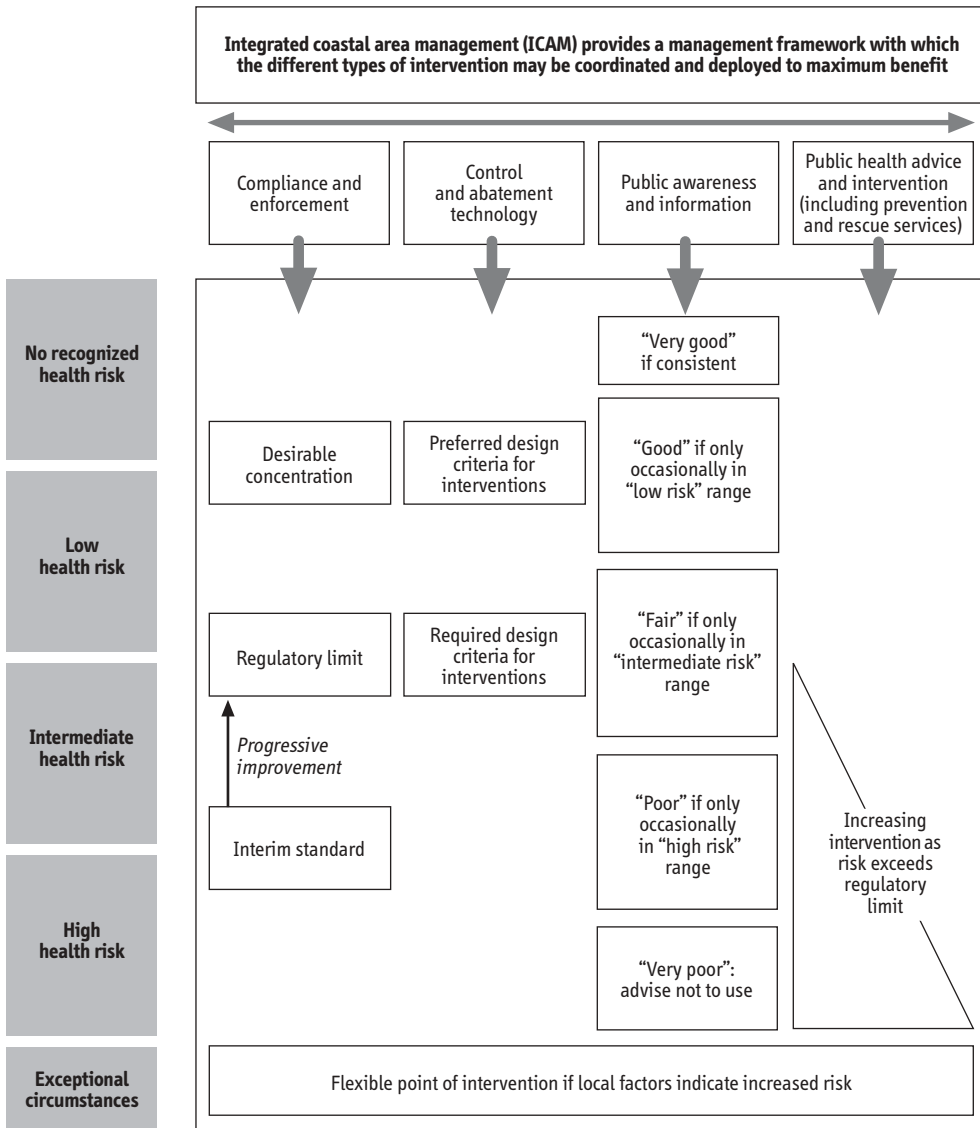 Integrated coastal area management (ICAM) provides a management framework with which
the different types of intervention may be coordinated and deployed to maximum benefit
Compliance and
enforcement
Control
and abatement
technology
Public awareness
and information
Public health advice
and intervention
(including prevention
and rescue services)
No recognized
health risk
“Very good”
if consistent
Desirable
concentration
Preferred design
criteria for
interventions
“Good” if only
occasionally in
“low risk” range
Low
health risk
Regulatory limit
Required design
criteria for
interventions
“Fair” if only
occasionally in
“intermediate risk”
range
Intermediate
health risk
Progressive
improvement
Interim standard
“Poor” if only
occasionally
in “high risk”
range
Increasing
intervention as
risk exceeds
regulatory
limit
High
health risk
“Very poor”:
advise not to use
Exceptional
circumstances
Flexible point of intervention if local factors indicate increased risk